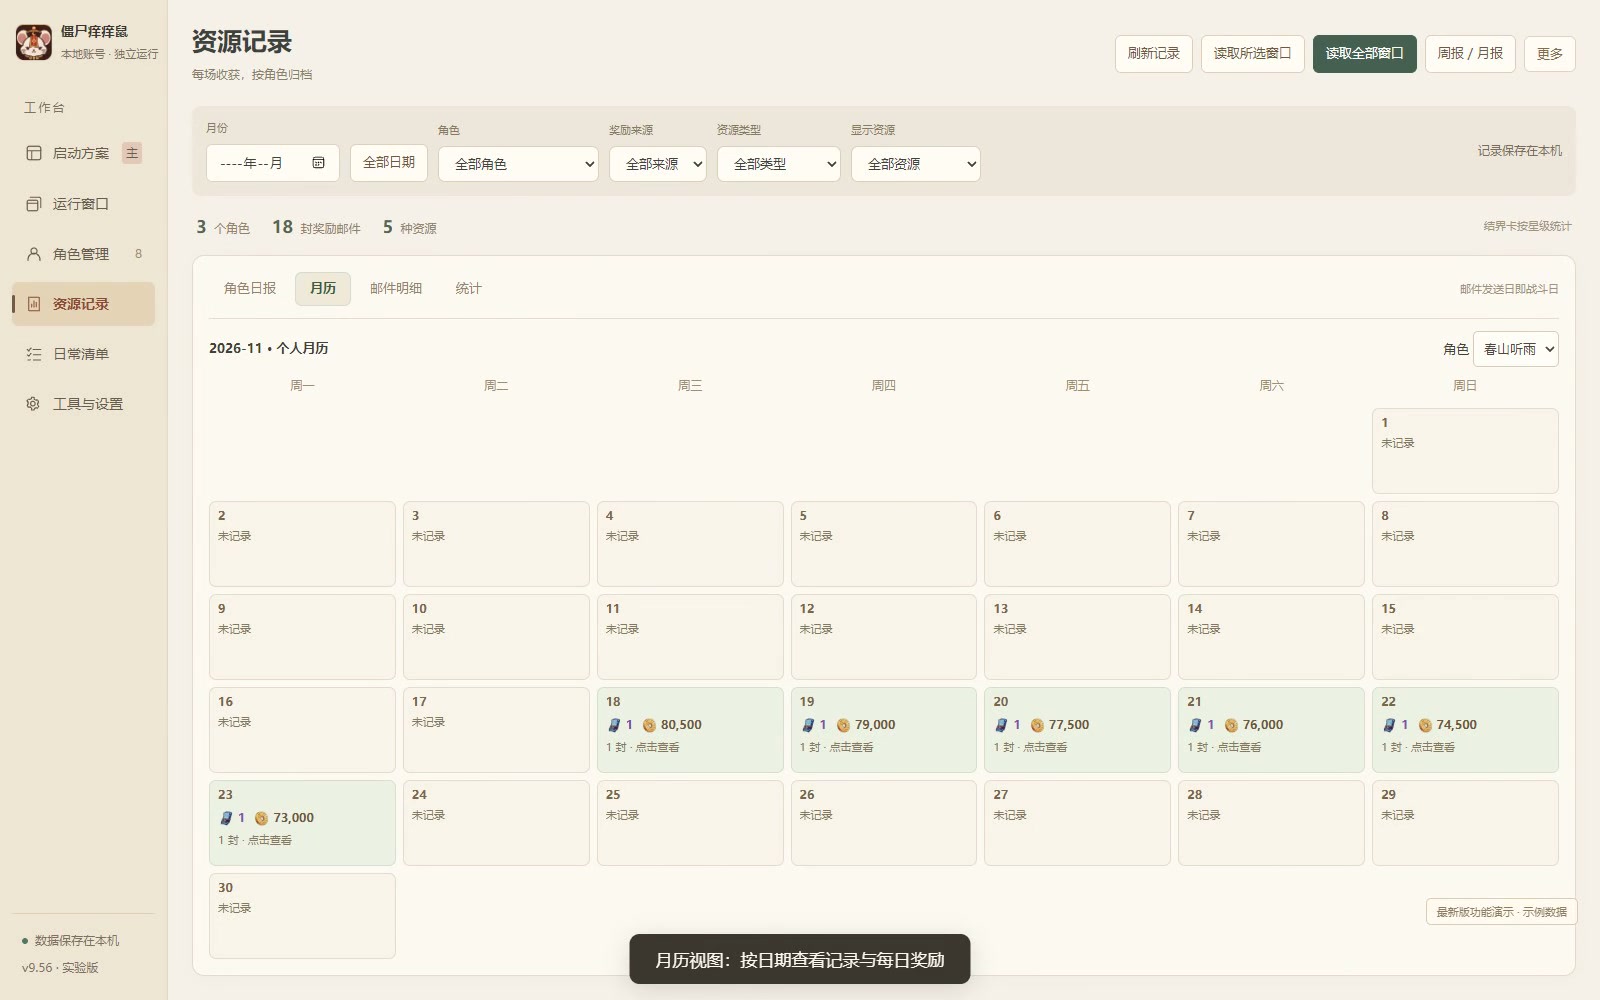 僵尸痒痒鼠
本地账号 · 独立运行
工作台
启动方案 主
运行窗口
角色管理 8
资源记录
日常清单
工具与设置
数据保存在本机
v9.56 · 实验版
资源记录
每场收获，按角色归档
刷新记录 读取所选窗口 读取全部窗口 周报 / 月报 更多
月份 角色 奖励来源 资源类型 显示资源
----年--月 全部日期 全部角色 全部来源 全部类型 全部资源 记录保存在本机
3 个角色 18 封奖励邮件 5 种资源 结界卡按星级统计
角色日报 月历 邮件明细 统计 邮件发送日即战斗日
2026-11 • 个人月历 角色 春山听雨
周一 周二 周三 周四 周五 周六 周日
1
未记录
2 3 4 5 6 7 8
未记录 未记录 未记录 未记录 未记录 未记录 未记录
9 10 11 12 13 14 15
未记录 未记录 未记录 未记录 未记录 未记录 未记录
16 17 18 19 20 21 22
未记录 未记录 1 80,500 1 79,000 1 77,500 1 76,000 1 74,500
1 封 · 点击查看 1 封 · 点击查看 1 封 · 点击查看 1 封 · 点击查看 1 封 · 点击查看
23 24 25 26 27 28 29
1 73,000 未记录 未记录 未记录 未记录 未记录 未记录
1 封 · 点击查看
30
未记录
最新版功能演示 · 示例数据
月历视图：按日期查看记录与每日奖励